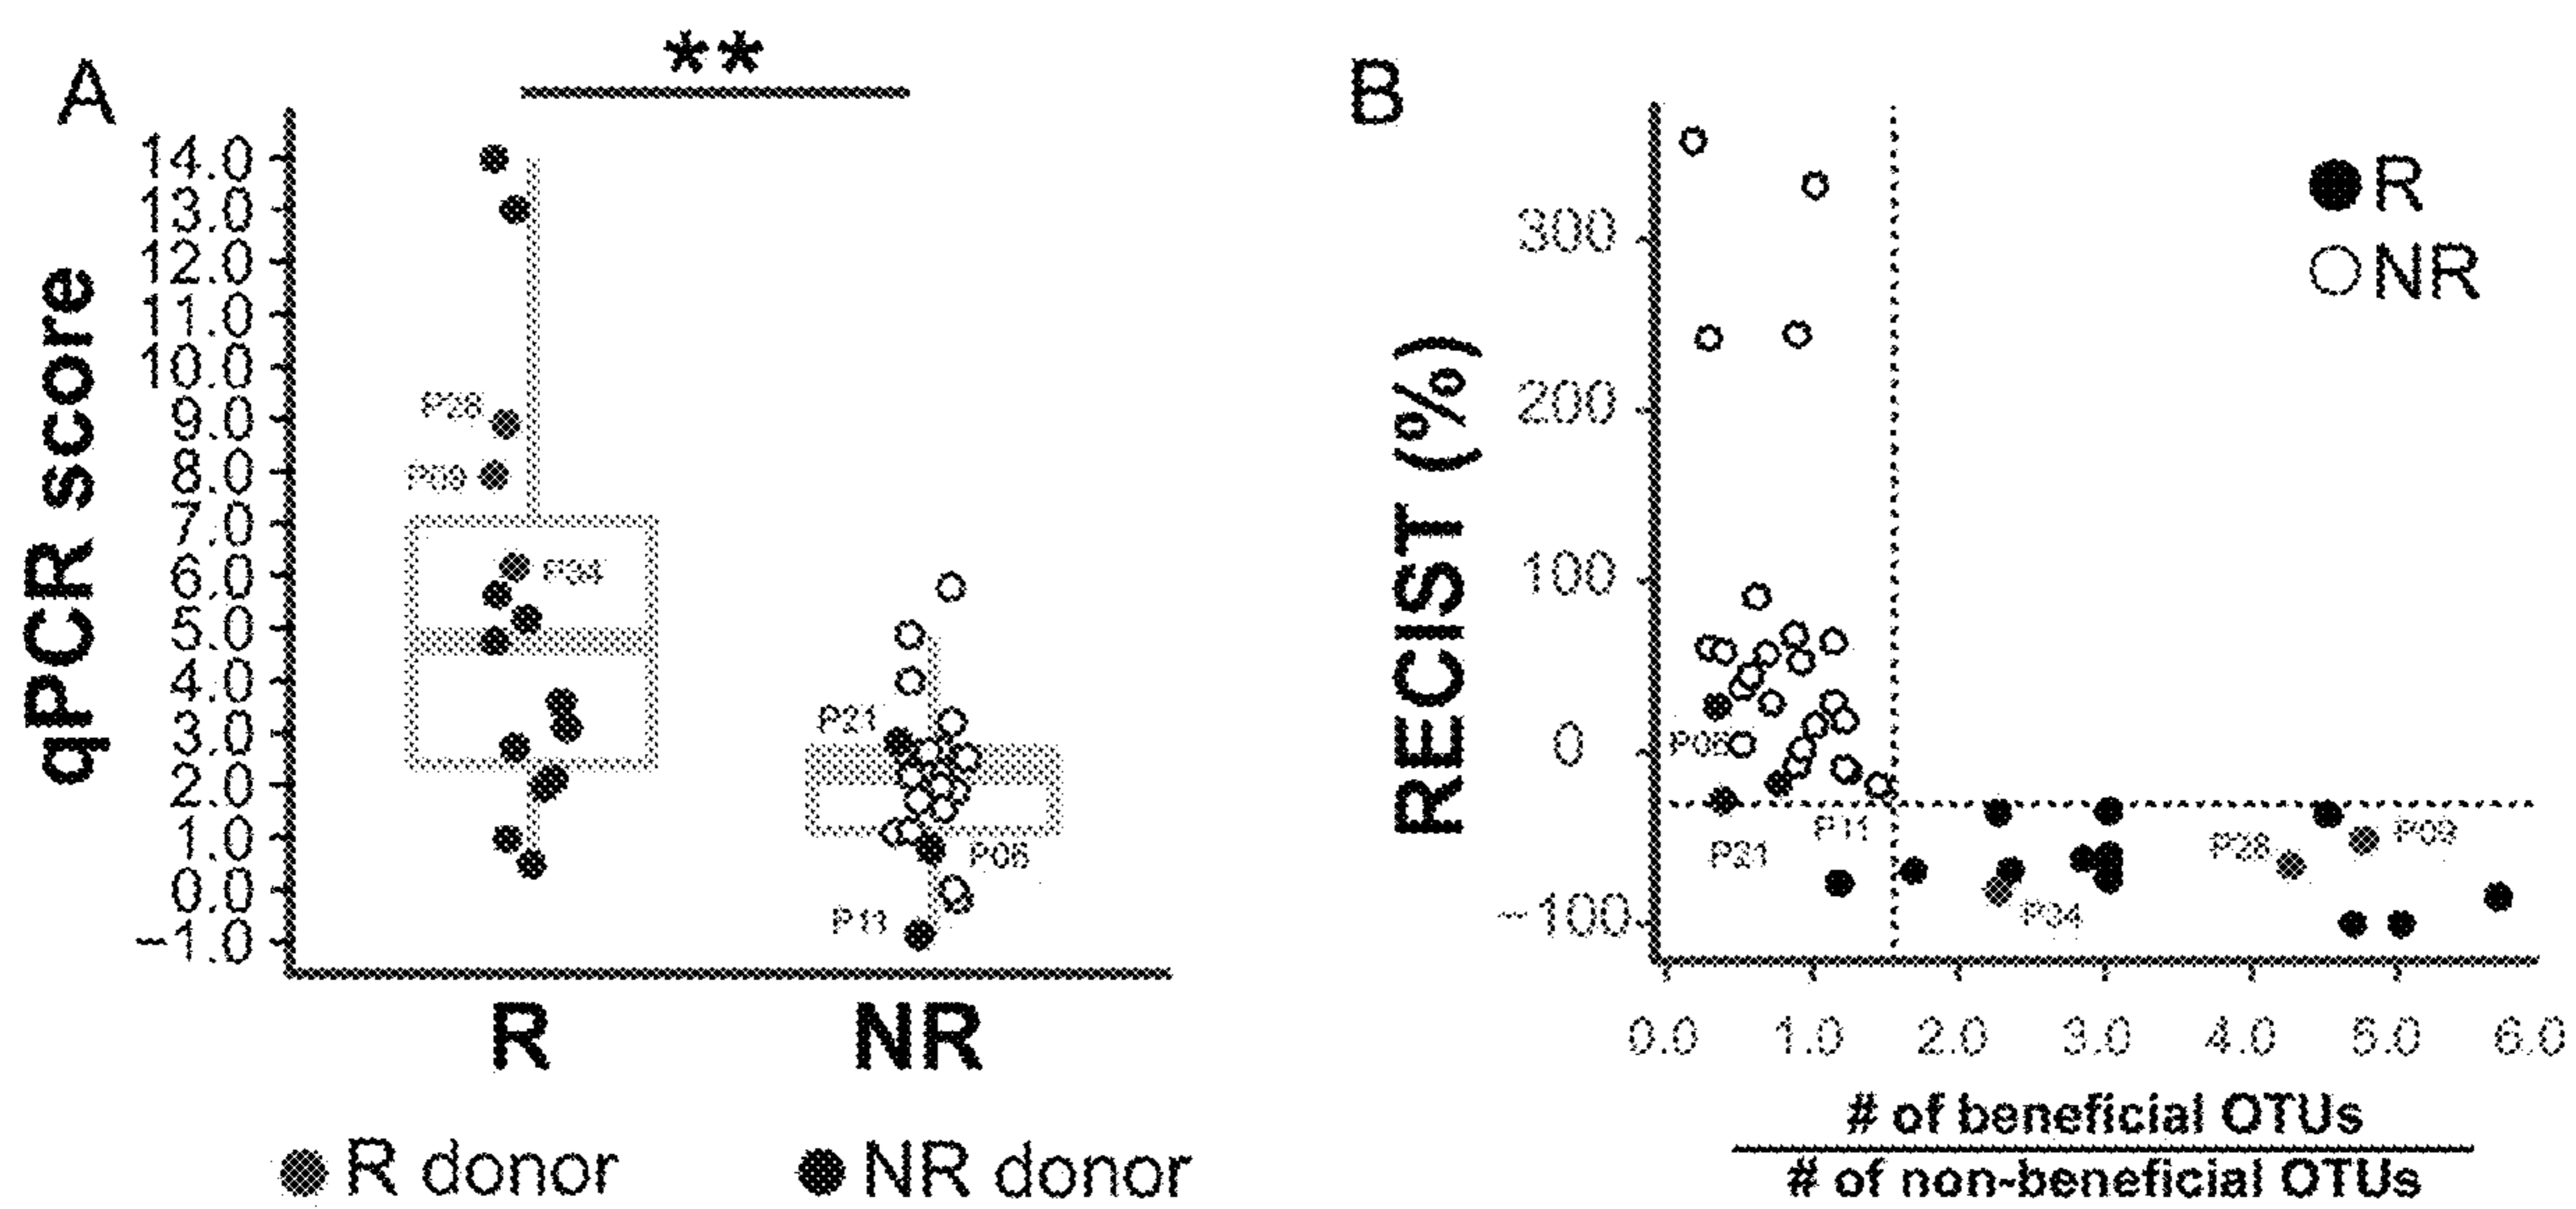 A
**
qPCR score
14.0
13.0
12.0
11.0
10.0
9.0
8.0
7.0
6.0
5.0
4.0
3.0
2.0
1.0
0.0
−1.0
P28
P09
P34
P21
P08
P11
R
NR
R donor
NR donor
B
RECIST (%)
300
200
100
0
−100
R
NR
P08
P21
P11
P28
P09
P34
0.0 1.0 2.0 3.0 4.0 5.0 6.0
# of beneficial OTUs
# of non-beneficial OTUs